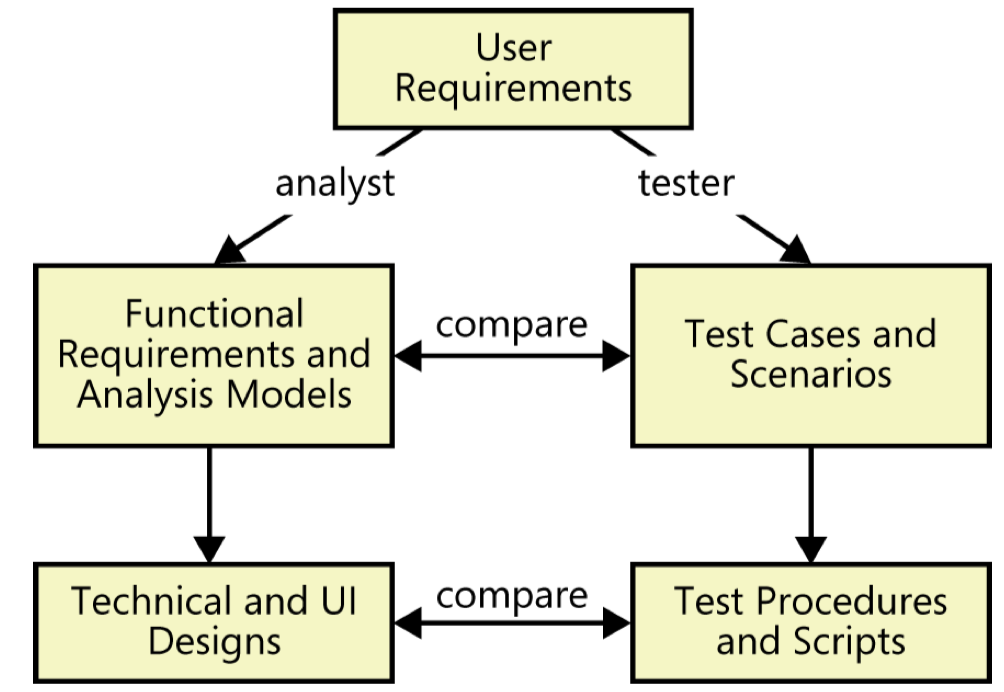 User
Requirements
analyst
tester
Functional
Requirements and
Analysis Models
compare
Test Cases and
Scenarios
Technical and UI
Designs
compare
Test Procedures
and Scripts